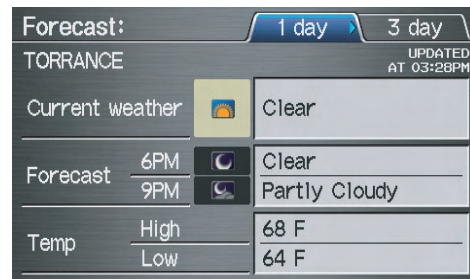 Forecast: 1 day 3 day
TORRANCE UPDATED
AT 03:28PM
Current weather Clear
Forecast 6PM Clear
9PM Partly Cloudy
Temp High 68 F
Low 64 F